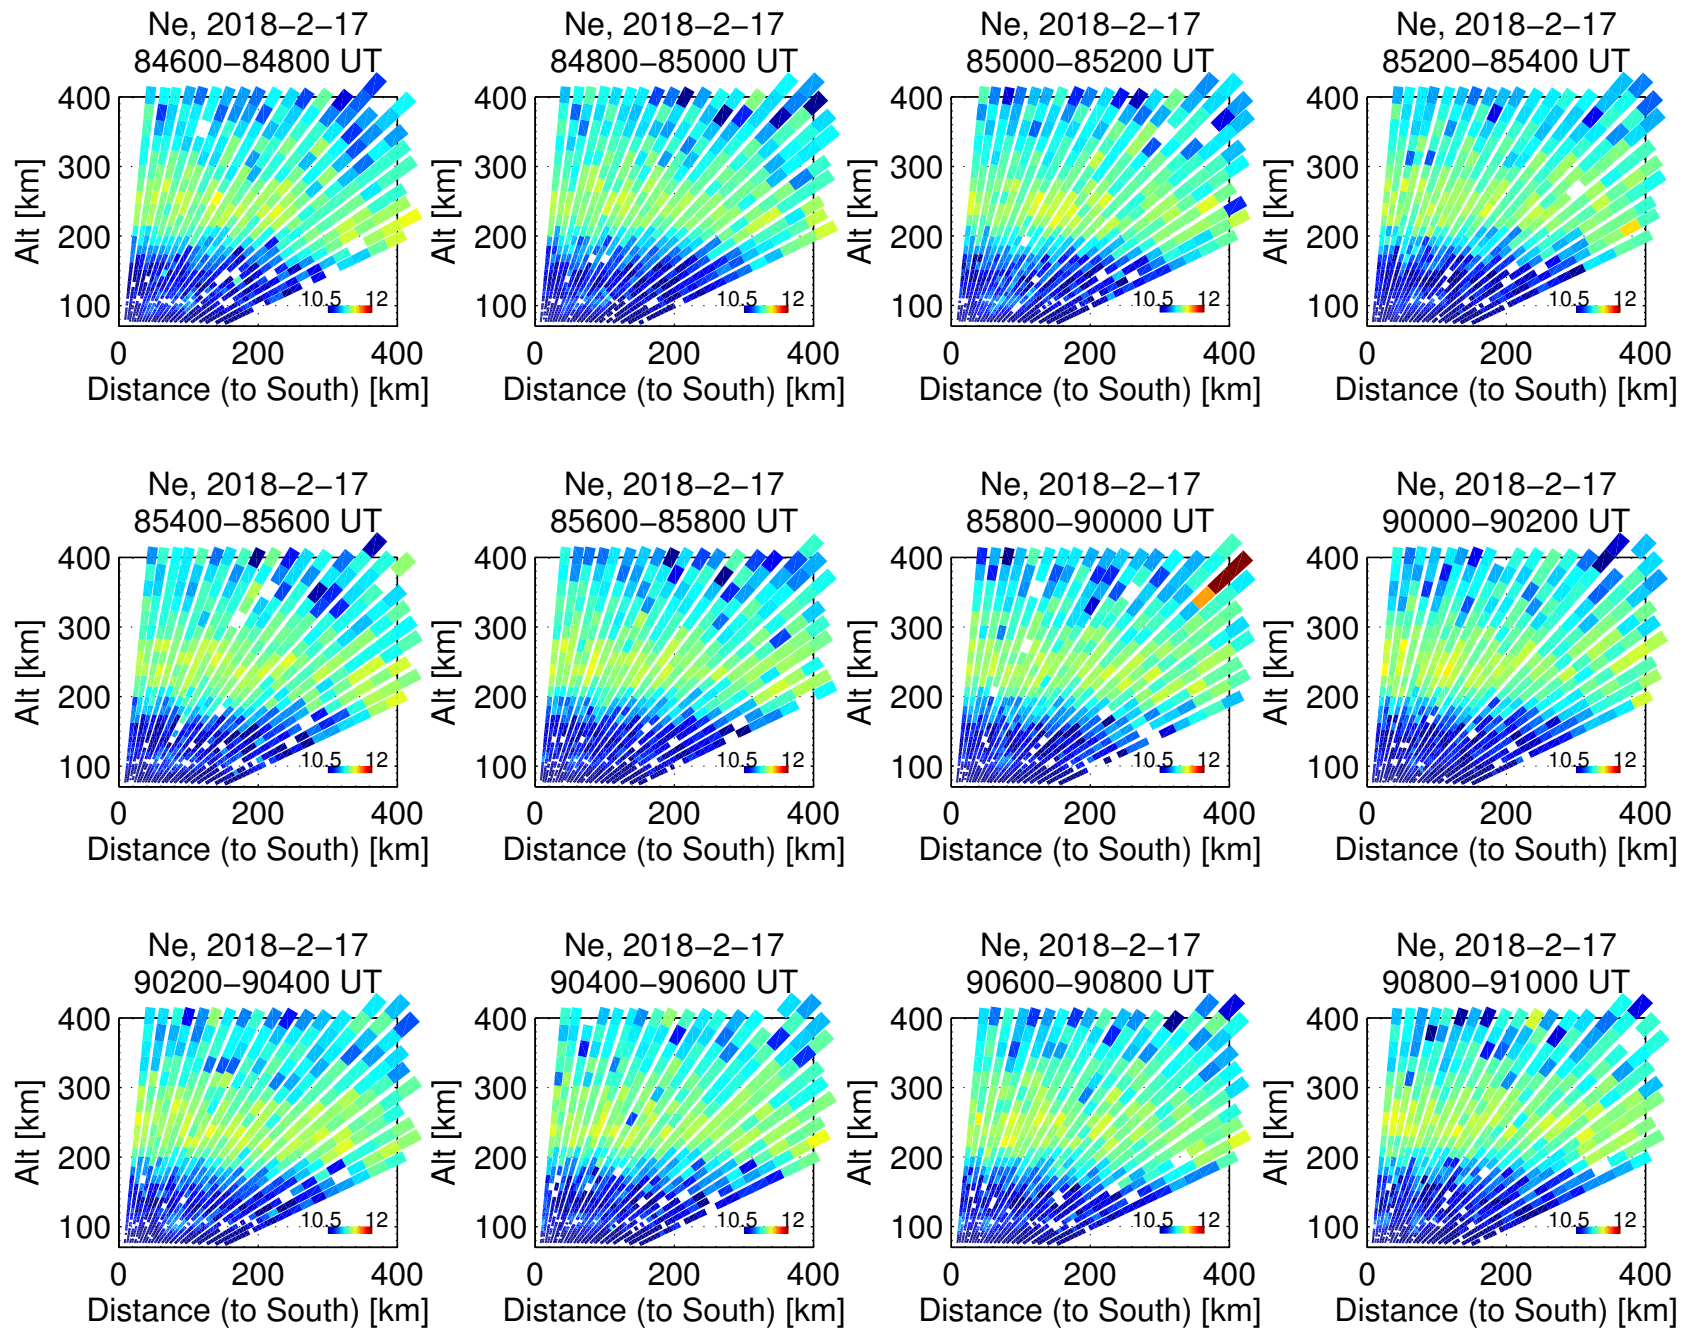 Ne, 2018−2−17
84600−84800 UT
400
300
200
100
Alt [km]
10.5 12
0 200 400
Distance (to South) [km]
Ne, 2018−2−17
84800−85000 UT
400
300
200
100
Alt [km]
10.5 12
0 200 400
Distance (to South) [km]
Ne, 2018−2−17
85000−85200 UT
400
300
200
100
Alt [km]
10.5 12
0 200 400
Distance (to South) [km]
Ne, 2018−2−17
85200−85400 UT
400
300
200
100
Alt [km]
10.5 12
0 200 400
Distance (to South) [km]
Ne, 2018−2−17
85400−85600 UT
400
300
200
100
Alt [km]
10.5 12
0 200 400
Distance (to South) [km]
Ne, 2018−2−17
85600−85800 UT
400
300
200
100
Alt [km]
10.5 12
0 200 400
Distance (to South) [km]
Ne, 2018−2−17
85800−90000 UT
400
300
200
100
Alt [km]
10.5 12
0 200 400
Distance (to South) [km]
Ne, 2018−2−17
90000−90200 UT
400
300
200
100
Alt [km]
10.5 12
0 200 400
Distance (to South) [km]
Ne, 2018−2−17
90200−90400 UT
400
300
200
100
Alt [km]
10.5 12
0 200 400
Distance (to South) [km]
Ne, 2018−2−17
90400−90600 UT
400
300
200
100
Alt [km]
10.5 12
0 200 400
Distance (to South) [km]
Ne, 2018−2−17
90600−90800 UT
400
300
200
100
Alt [km]
10.5 12
0 200 400
Distance (to South) [km]
Ne, 2018−2−17
90800−91000 UT
400
300
200
100
Alt [km]
10.5 12
0 200 400
Distance (to South) [km]